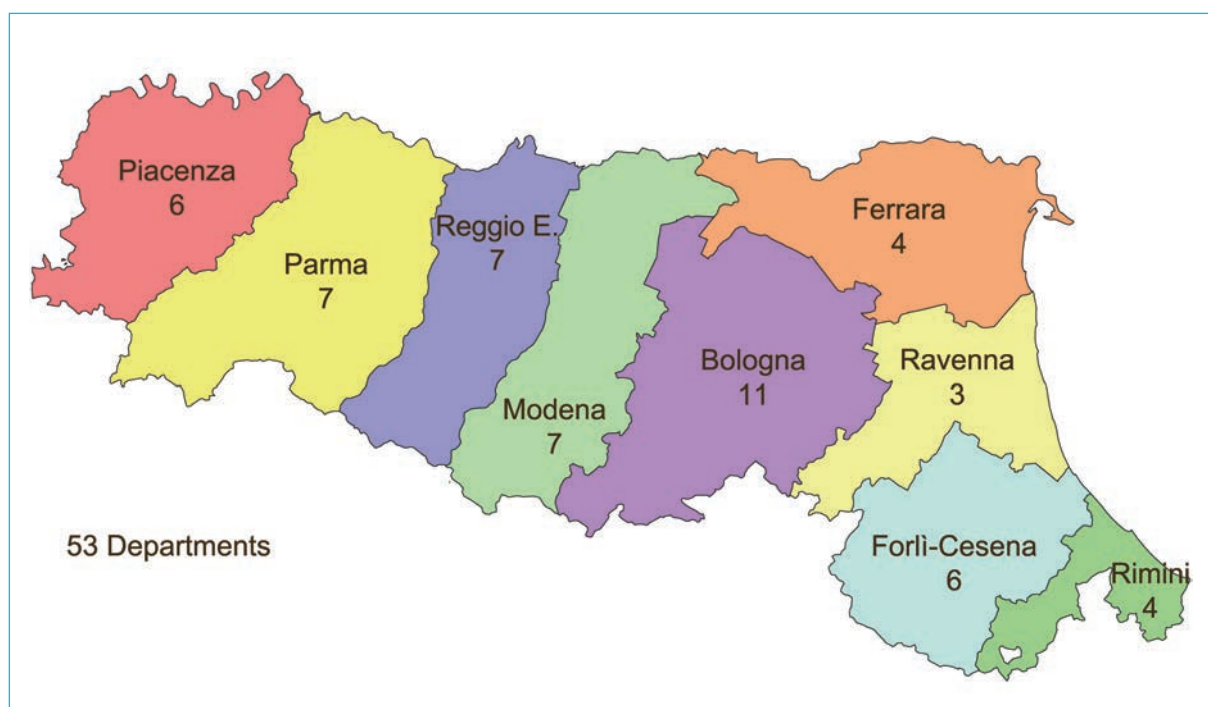 Piacenza
6
Parma
7
Reggio E.
7
Modena
7
Bologna
11
Ferrara
4
Ravenna
3
Forlì-Cesena
6
Rimini
4
53 Departments